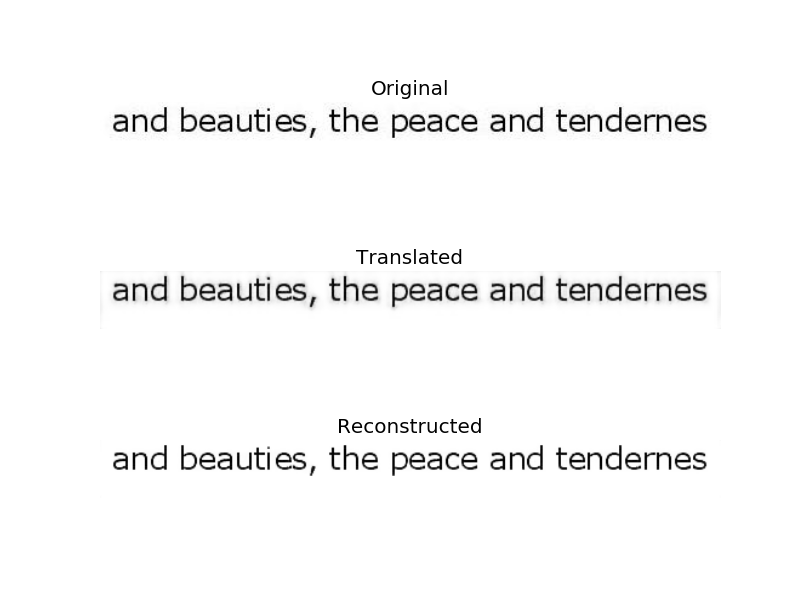 Original
and beauties, the peace and tendernes
Translated
and beauties, the peace and tendernes
Reconstructed
and beauties, the peace and tendernes